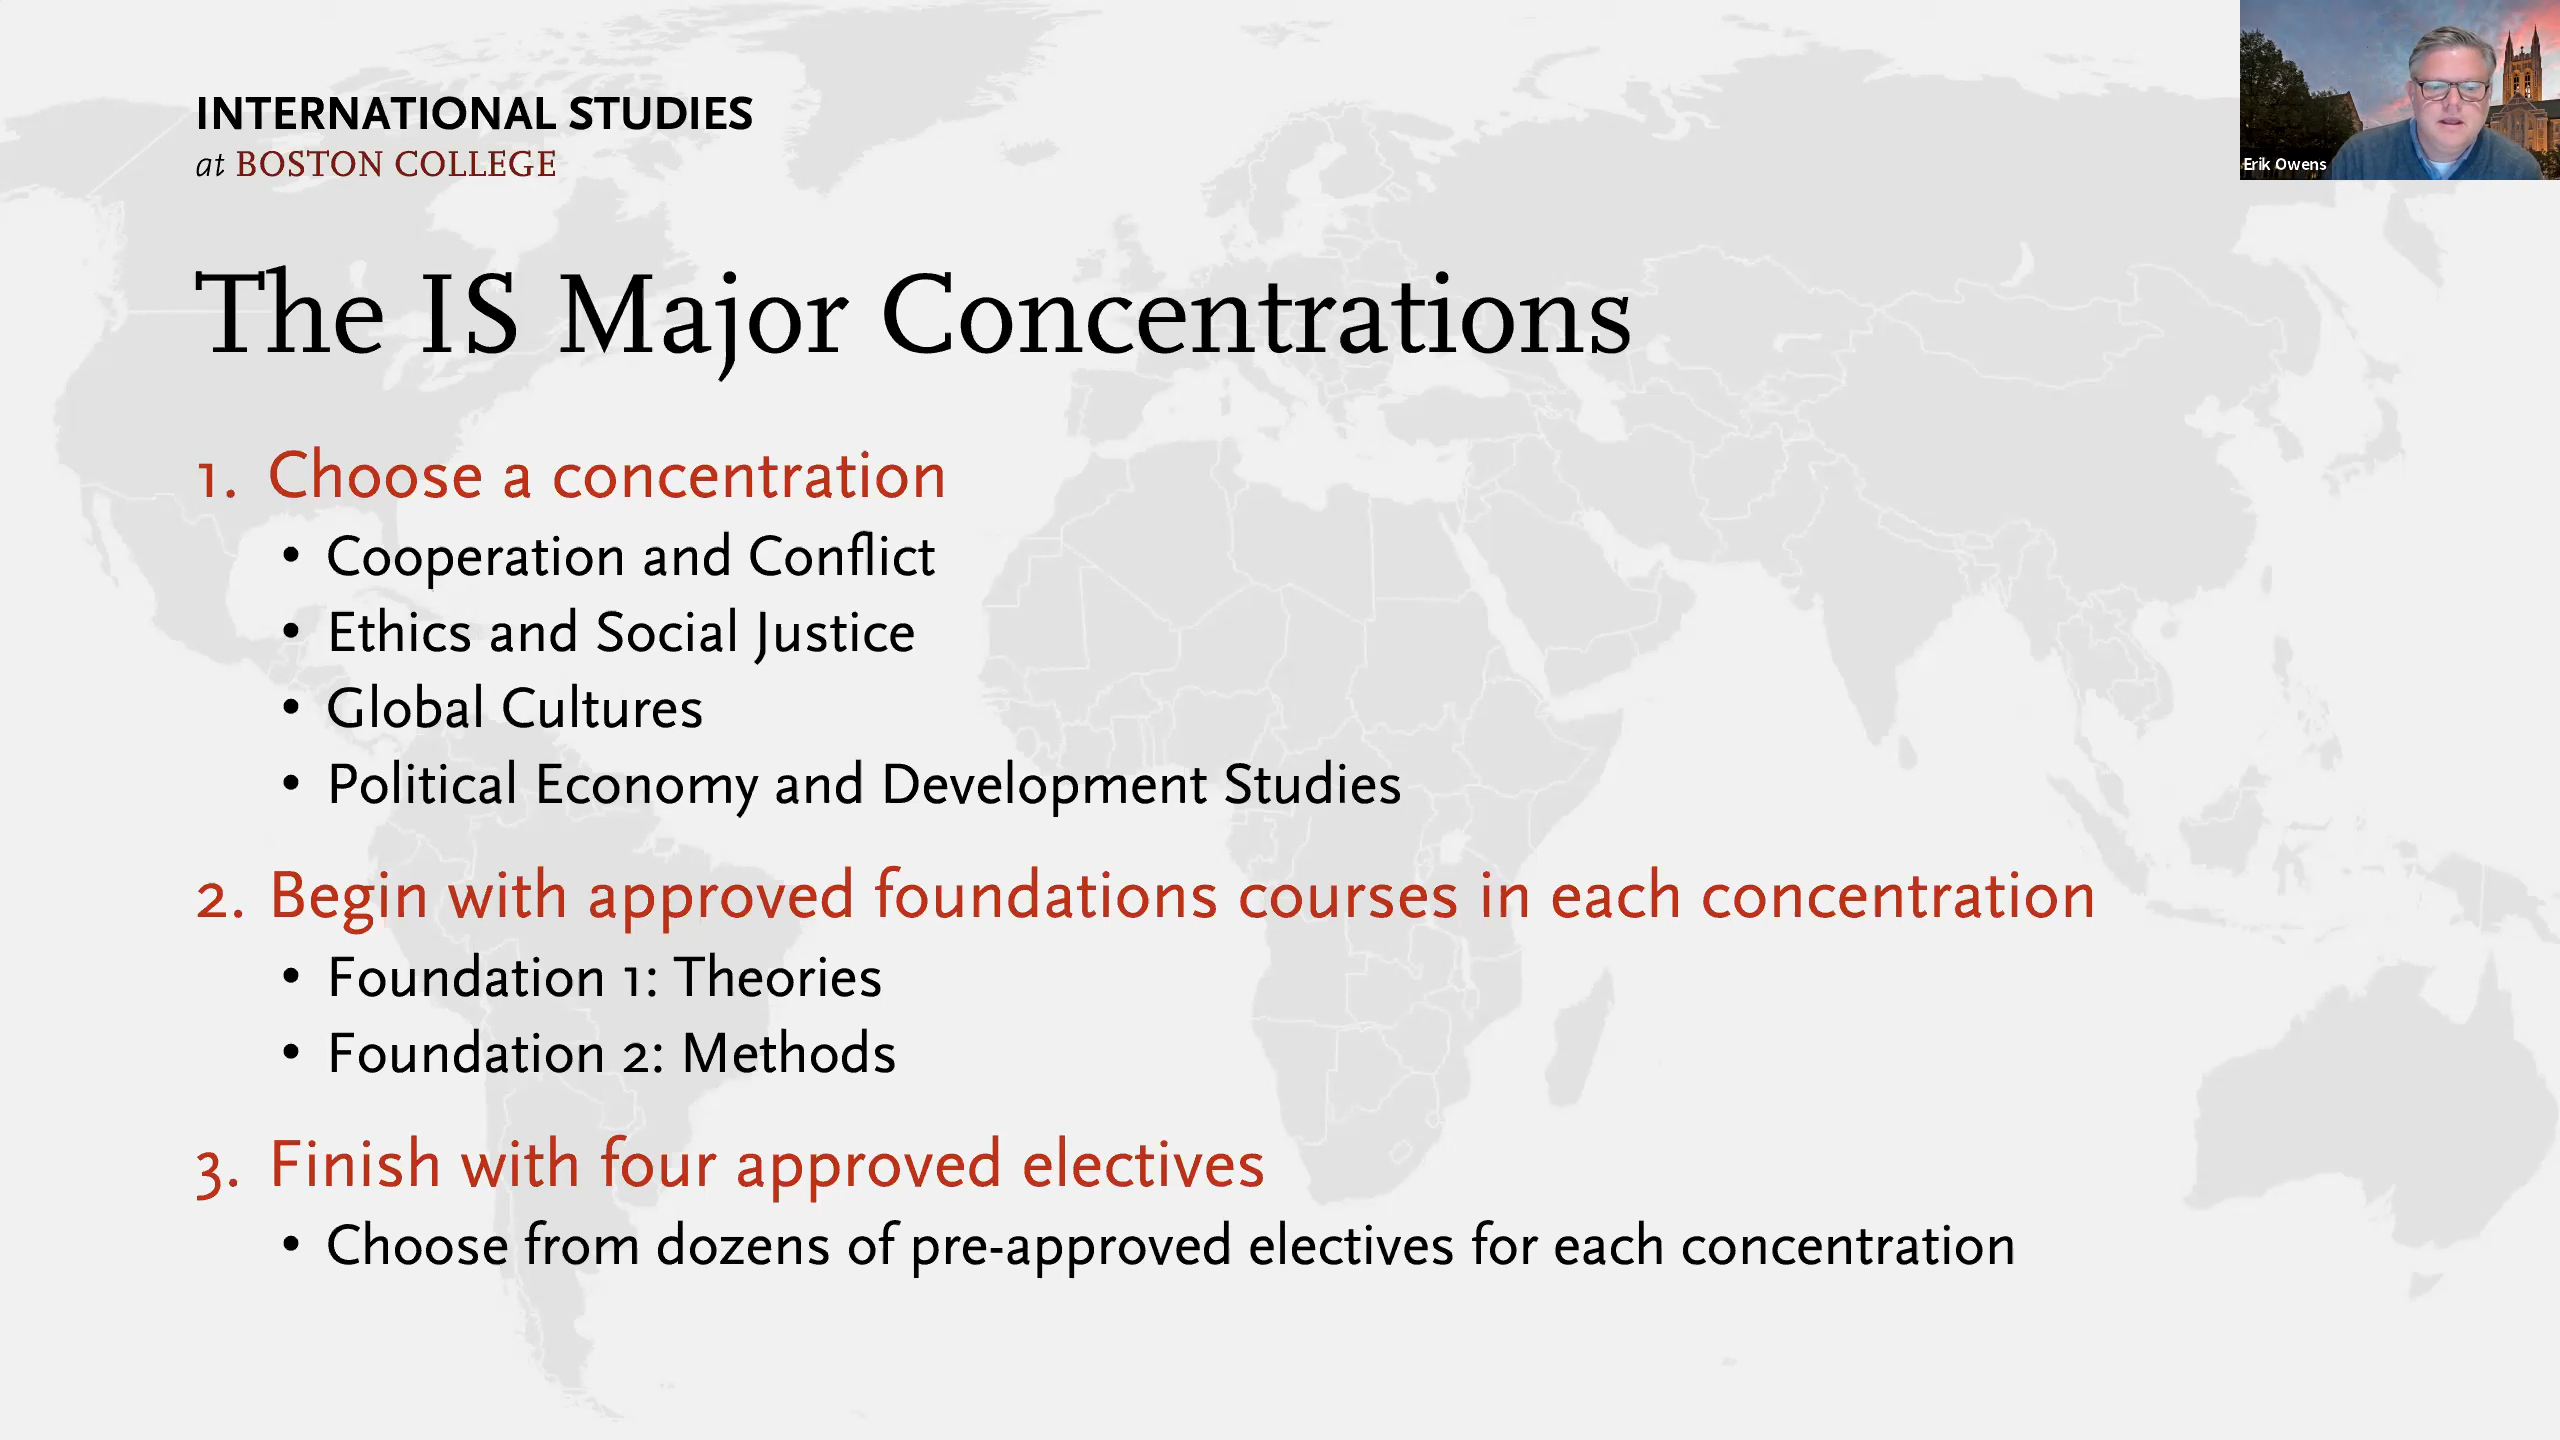 INTERNATIONAL STUDIES
at BOSTON COLLEGE
Erik Owens
The IS Major Concentrations
1. Choose a concentration
• Cooperation and Conflict
• Ethics and Social Justice
• Global Cultures
• Political Economy and Development Studies
2. Begin with approved foundations courses in each concentration
• Foundation 1: Theories
• Foundation 2: Methods
3. Finish with four approved electives
• Choose from dozens of pre-approved electives for each concentration